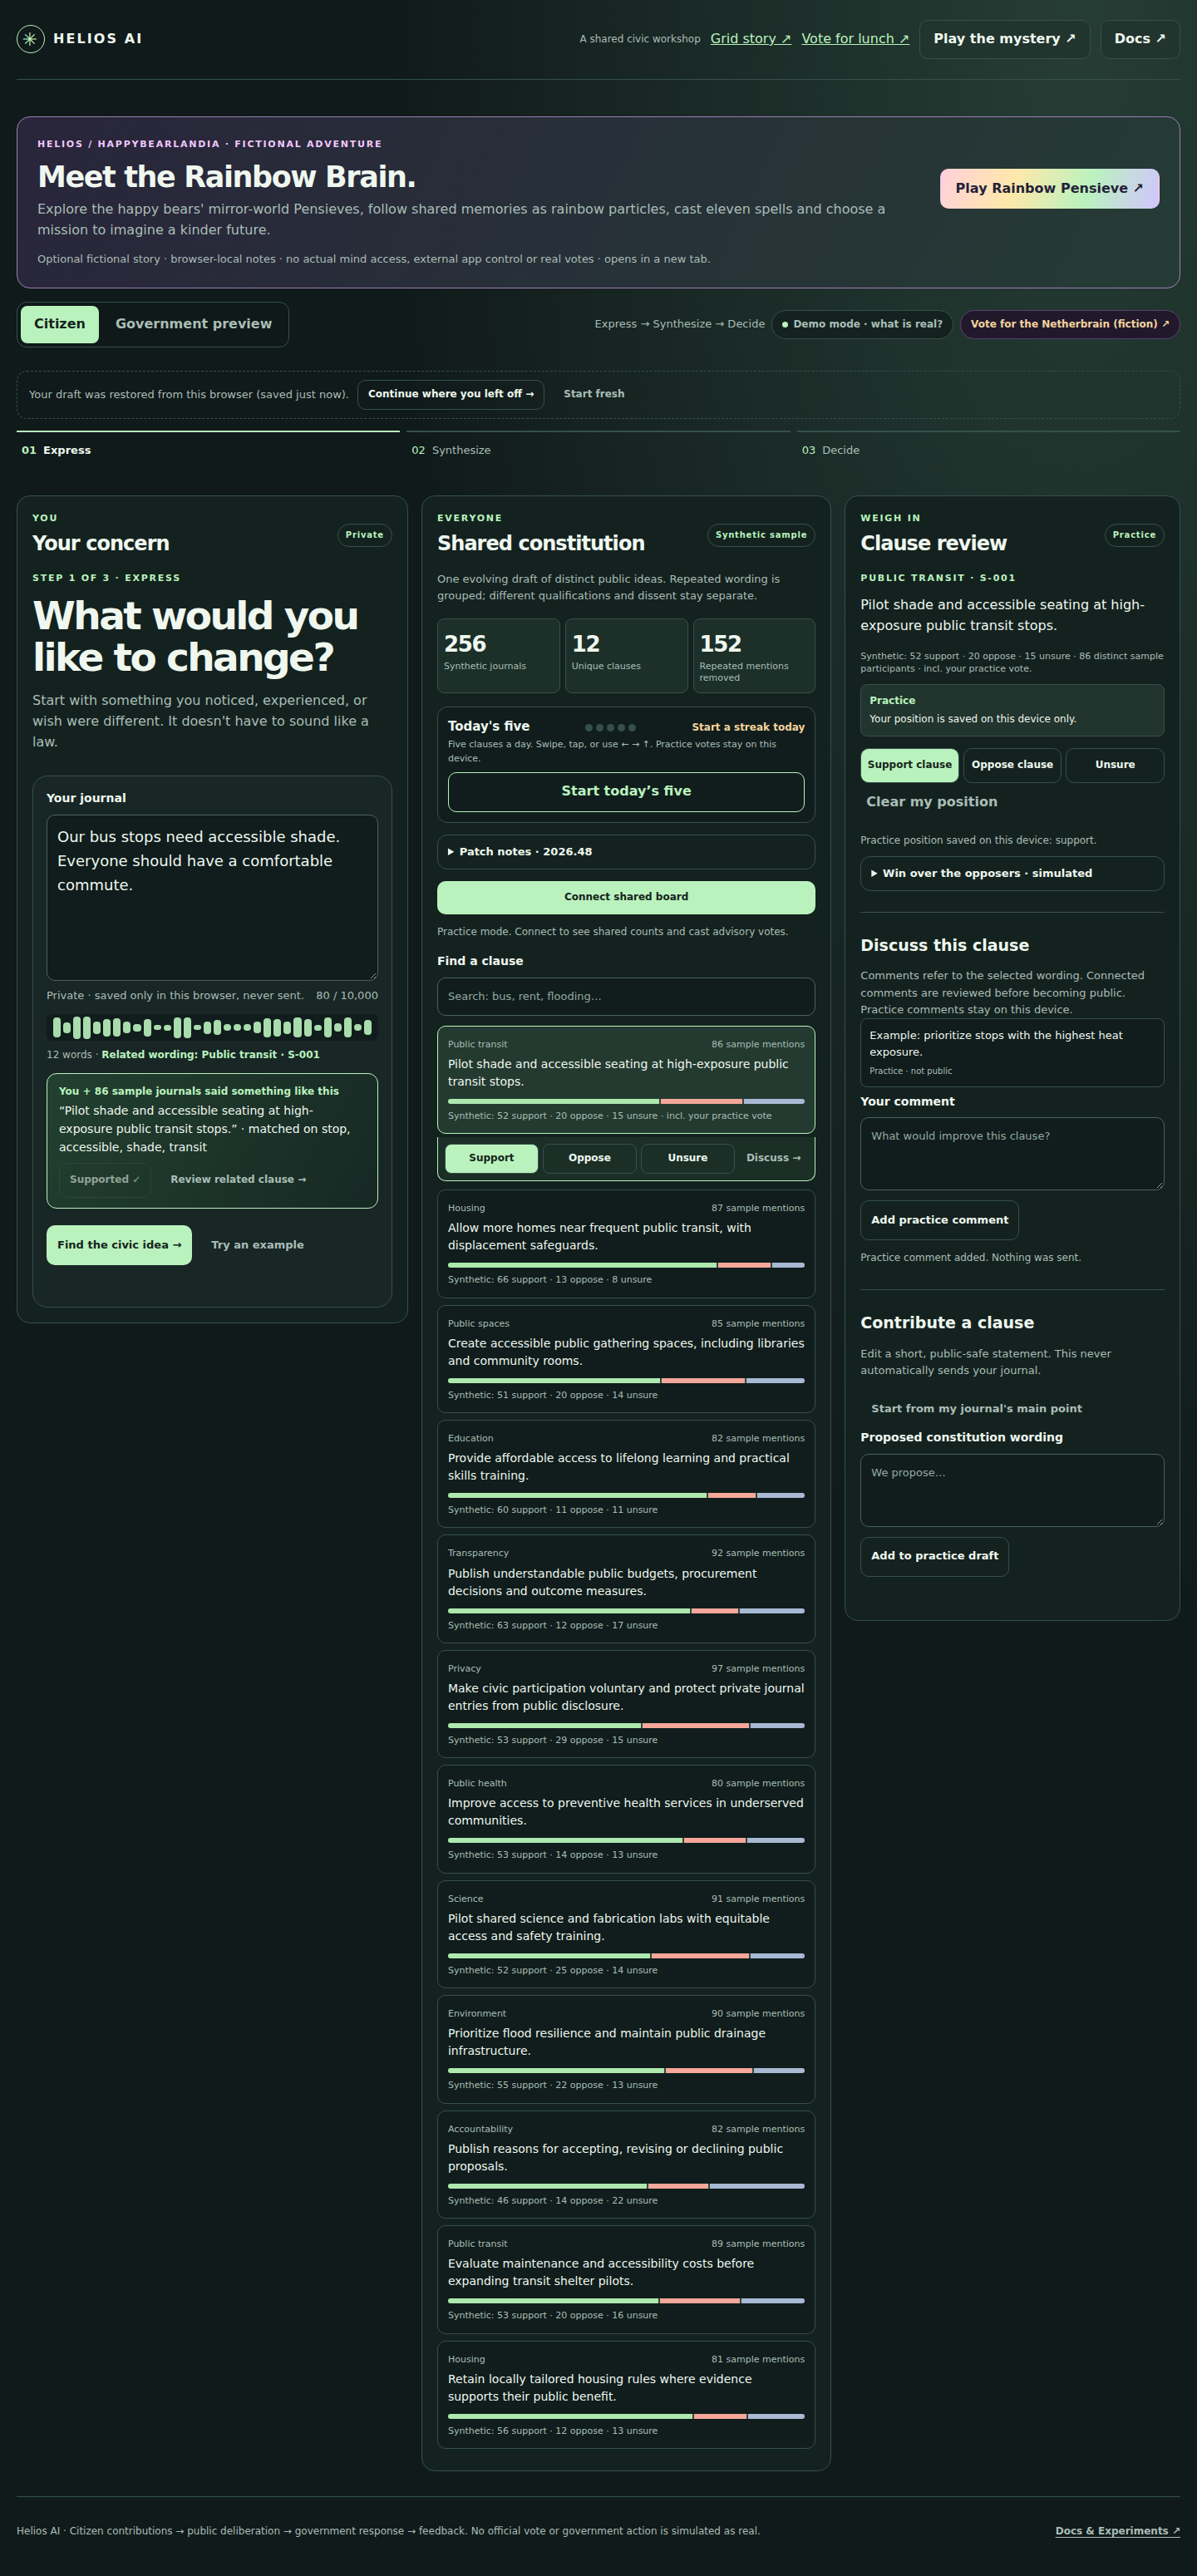 HELIOS AI
A shared civic workshop
Grid story ↗
Vote for lunch ↗
Play the mystery ↗
Docs ↗
HELIOS / HAPPYBEARLANDIA · FICTIONAL ADVENTURE
Meet the Rainbow Brain.
Explore the happy bears' mirror-world Pensieves, follow shared memories as rainbow particles, cast eleven spells and choose a
mission to imagine a kinder future.
Optional fictional story · browser-local notes · no actual mind access, external app control or real votes · opens in a new tab.
Play Rainbow Pensieve ↗
Citizen
Government preview
Express → Synthesize → Decide
Demo mode · what is real?
Vote for the Netherbrain (fiction) ↗
Your draft was restored from this browser (saved just now).
Continue where you left off →
Start fresh
01 Express
02 Synthesize
03 Decide
YOU
Your concern
Private
STEP 1 OF 3 · EXPRESS
What would you
like to change?
Start with something you noticed, experienced, or
wish were different. It doesn't have to sound like a
law.
Your journal
Our bus stops need accessible shade.
Everyone should have a comfortable
commute.
Private · saved only in this browser, never sent.
80 / 10,000
12 words · Related wording: Public transit · S-001
You + 86 sample journals said something like this
“Pilot shade and accessible seating at high-
exposure public transit stops.” · matched on stop,
accessible, shade, transit
Supported ✓
Review related clause →
Find the civic idea →
Try an example
EVERYONE
Shared constitution
Synthetic sample
One evolving draft of distinct public ideas. Repeated wording is
grouped; different qualifications and dissent stay separate.
256
Synthetic journals
12
Unique clauses
152
Repeated mentions
removed
Today's five
Start a streak today
Five clauses a day. Swipe, tap, or use ← → ↑. Practice votes stay on this
device.
Start today’s five
Patch notes · 2026.48
Connect shared board
Practice mode. Connect to see shared counts and cast advisory votes.
Find a clause
Search: bus, rent, flooding…
Public transit
86 sample mentions
Pilot shade and accessible seating at high-exposure public
transit stops.
Synthetic: 52 support · 20 oppose · 15 unsure · incl. your practice vote
Support
Oppose
Unsure
Discuss →
Housing
87 sample mentions
Allow more homes near frequent public transit, with
displacement safeguards.
Synthetic: 66 support · 13 oppose · 8 unsure
Public spaces
85 sample mentions
Create accessible public gathering spaces, including libraries
and community rooms.
Synthetic: 51 support · 20 oppose · 14 unsure
Education
82 sample mentions
Provide affordable access to lifelong learning and practical
skills training.
Synthetic: 60 support · 11 oppose · 11 unsure
Transparency
92 sample mentions
Publish understandable public budgets, procurement
decisions and outcome measures.
Synthetic: 63 support · 12 oppose · 17 unsure
Privacy
97 sample mentions
Make civic participation voluntary and protect private journal
entries from public disclosure.
Synthetic: 53 support · 29 oppose · 15 unsure
Public health
80 sample mentions
Improve access to preventive health services in underserved
communities.
Synthetic: 53 support · 14 oppose · 13 unsure
Science
91 sample mentions
Pilot shared science and fabrication labs with equitable
access and safety training.
Synthetic: 52 support · 25 oppose · 14 unsure
Environment
90 sample mentions
Prioritize flood resilience and maintain public drainage
infrastructure.
Synthetic: 55 support · 22 oppose · 13 unsure
Accountability
82 sample mentions
Publish reasons for accepting, revising or declining public
proposals.
Synthetic: 46 support · 14 oppose · 22 unsure
Public transit
89 sample mentions
Evaluate maintenance and accessibility costs before
expanding transit shelter pilots.
Synthetic: 53 support · 20 oppose · 16 unsure
Housing
81 sample mentions
Retain locally tailored housing rules where evidence
supports their public benefit.
Synthetic: 56 support · 12 oppose · 13 unsure
WEIGH IN
Clause review
Practice
PUBLIC TRANSIT · S-001
Pilot shade and accessible seating at high-
exposure public transit stops.
Synthetic: 52 support · 20 oppose · 15 unsure · 86 distinct sample
participants · incl. your practice vote.
Practice
Your position is saved on this device only.
Support clause
Oppose clause
Unsure
Clear my position
Practice position saved on this device: support.
Win over the opposers · simulated
Discuss this clause
Comments refer to the selected wording. Connected
comments are reviewed before becoming public.
Practice comments stay on this device.
Example: prioritize stops with the highest heat
exposure.
Practice · not public
Your comment
What would improve this clause?
Add practice comment
Practice comment added. Nothing was sent.
Contribute a clause
Edit a short, public-safe statement. This never
automatically sends your journal.
Start from my journal's main point
Proposed constitution wording
We propose…
Add to practice draft
Helios AI · Citizen contributions → public deliberation → government response → feedback. No official vote or government action is simulated as real.
Docs & Experiments ↗